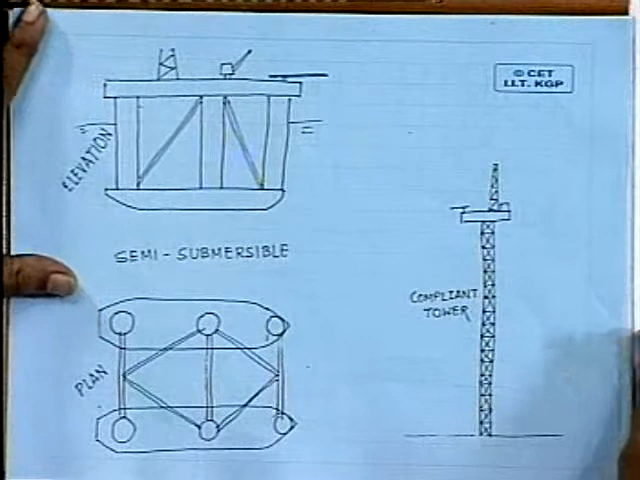 © CET
I.I.T. KGP
ELEVATION
SEMI-SUBMERSIBLE
COMPLIANT
TOWER
PLAN